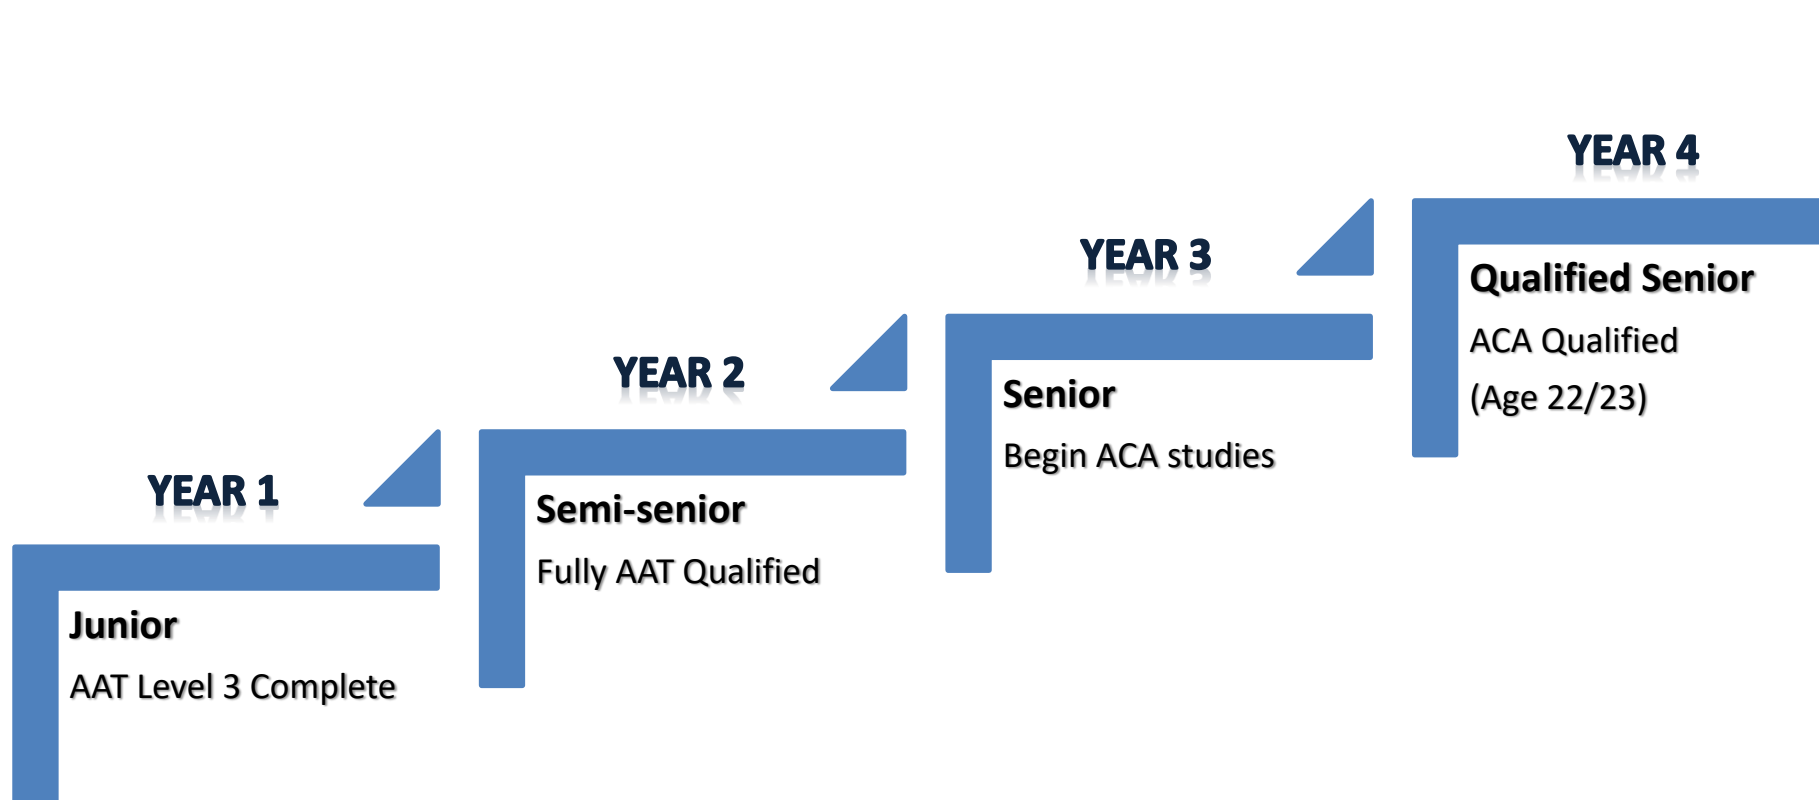 YEAR 1
Junior
AAT Level 3 Complete
YEAR 2
Semi-senior
Fully AAT Qualified
YEAR 3
Senior
Begin ACA studies
YEAR 4
Qualified Senior
ACA Qualified
(Age 22/23)